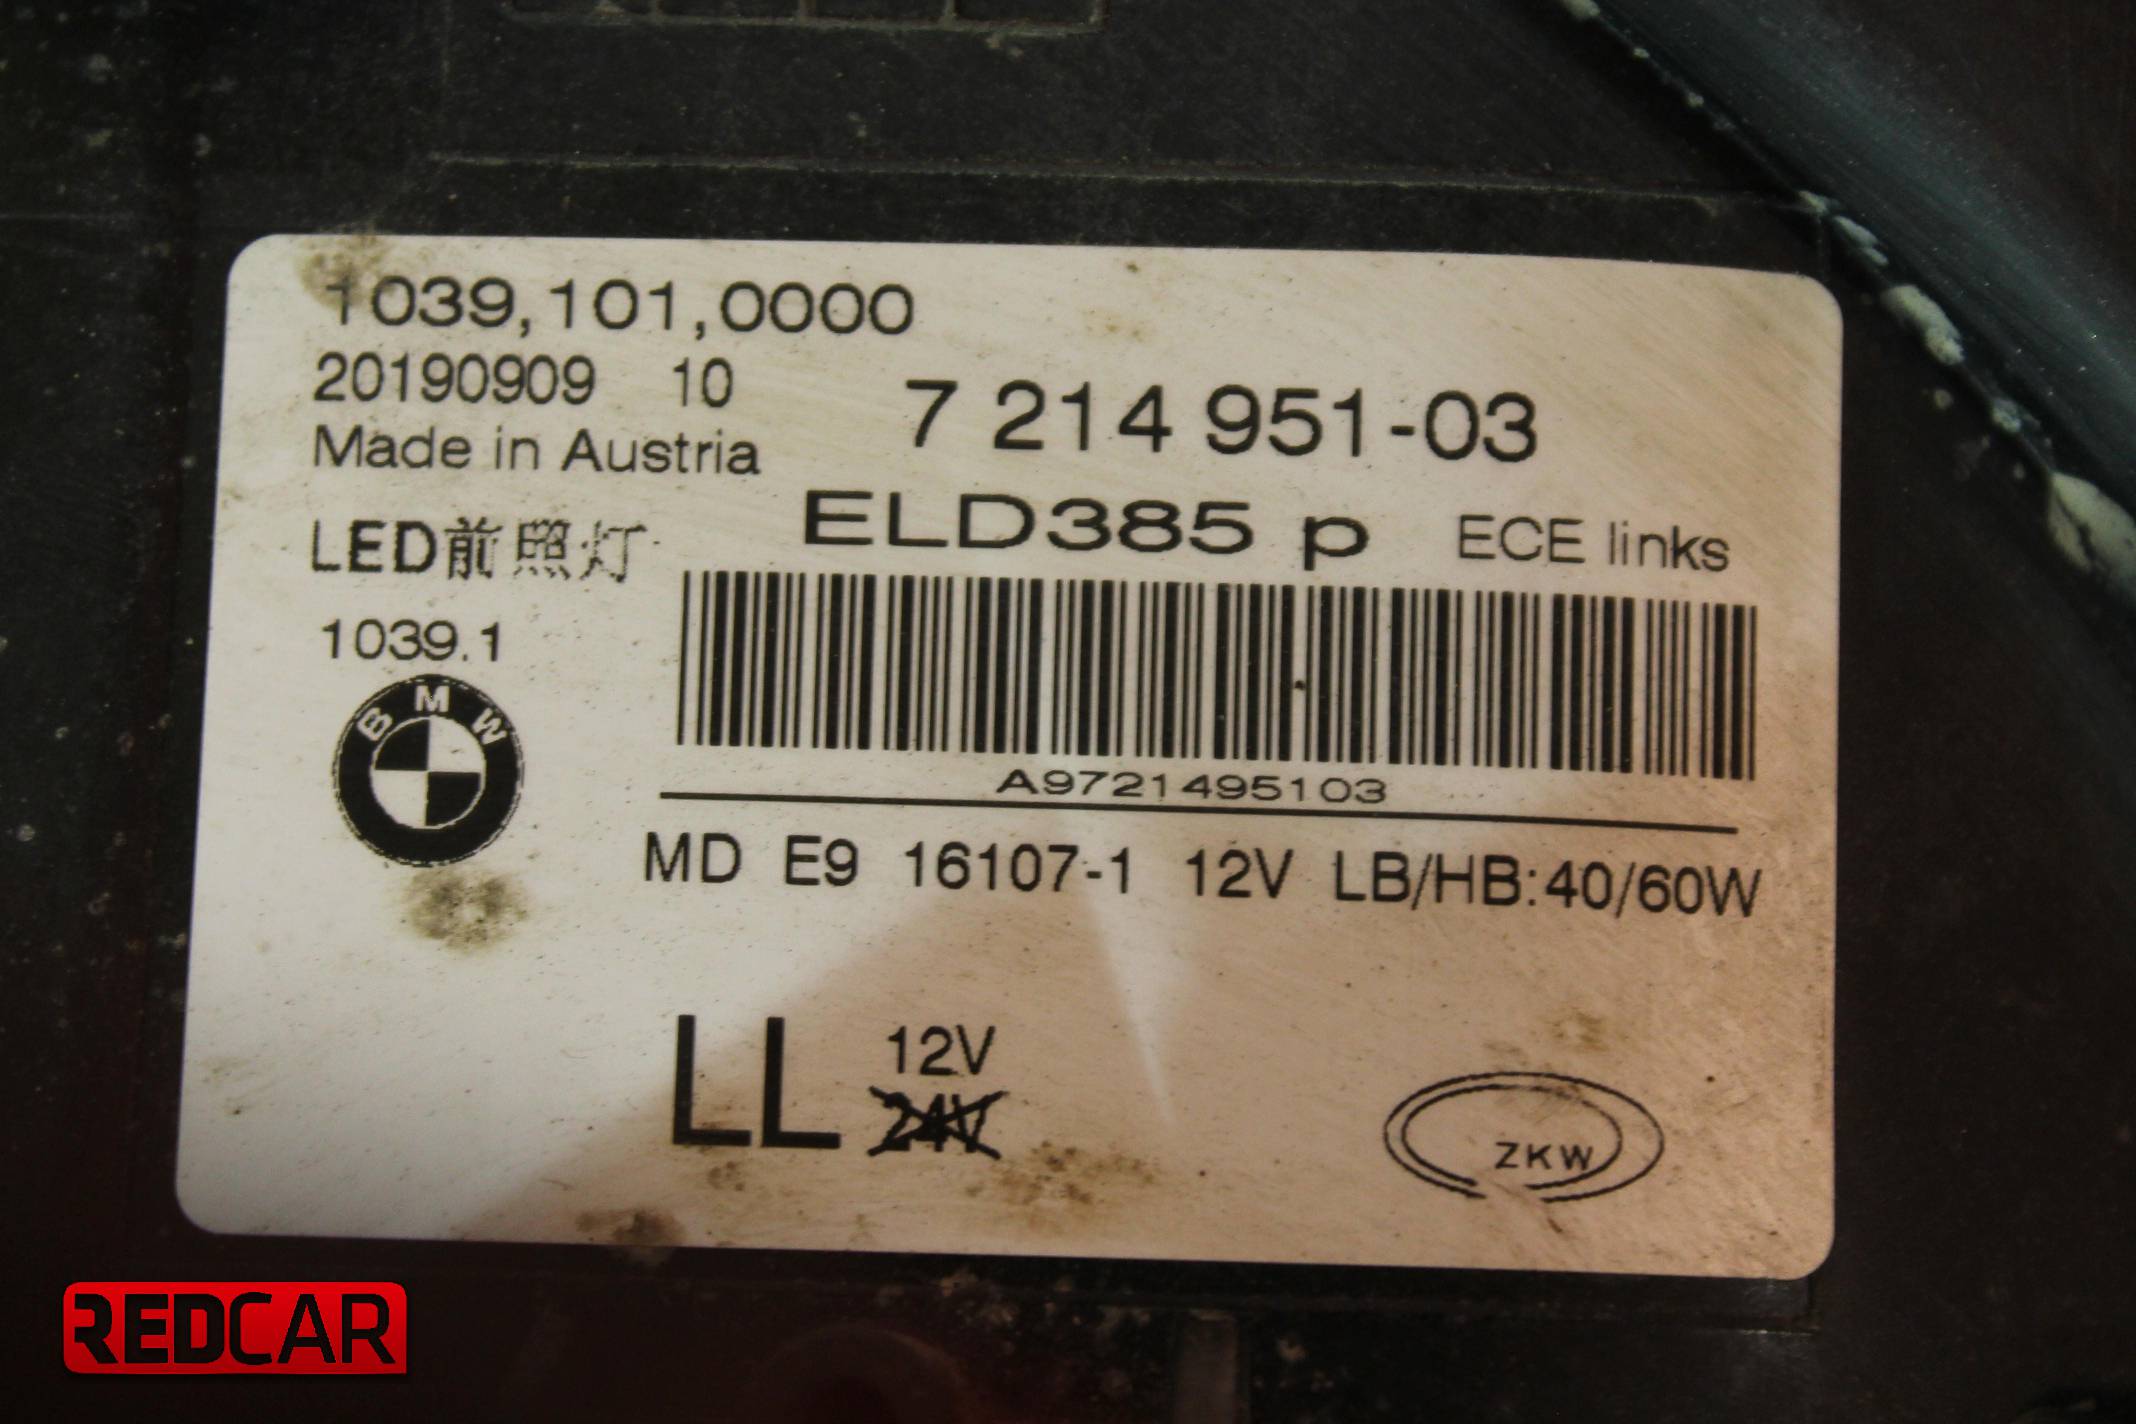 1039,101,0000
20190909 10
7 214 951-03
Made in Austria
ELD385 p ECE links
LED前照灯
1039.1
BMW
A9721495103
MD E9 16107-1 12V LB/HB:40/60W
LL 12V
24V
ZKW
REDCAR